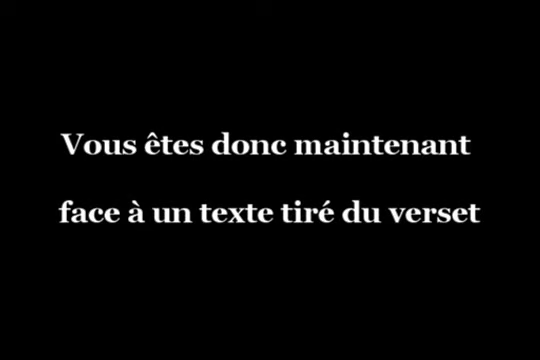 Vous êtes donc maintenant
face à un texte tiré du verset